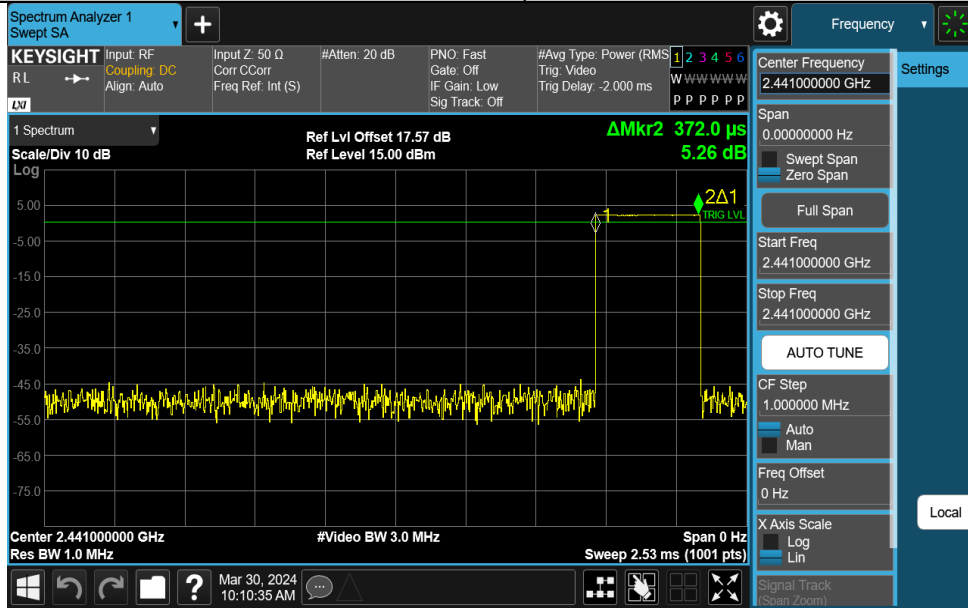 Spectrum Analyzer 1
Swept SA
Frequency
KEYSIGHT
R L
LXI
Input: RF
Coupling: DC
Align: Auto
Input Z: 50 Ω
Corr CCorr
Freq Ref: Int (S)
#Atten: 20 dB
PNO: Fast
Gate: Off
IF Gain: Low
Sig Track: Off
#Avg Type: Power (RMS
Trig: Video
Trig Delay: -2.000 ms
1 2 3 4 5 6
W W W W W W
P P P P P P
1 Spectrum
Scale/Div 10 dB
Log
Ref Lvl Offset 17.57 dB
Ref Level 15.00 dBm
ΔMkr2 372.0 µs
5.26 dB
5.00
-5.00
-15.0
-25.0
-35.0
-45.0
-55.0
-65.0
-75.0
1
2Δ1
TRIG LVL
Center 2.441000000 GHz
Res BW 1.0 MHz
#Video BW 3.0 MHz
Span 0 Hz
Sweep 2.53 ms (1001 pts)
Center Frequency
2.441000000 GHz
Span
0.00000000 Hz
Swept Span
Zero Span
Full Span
Start Freq
2.441000000 GHz
Stop Freq
2.441000000 GHz
AUTO TUNE
CF Step
1.000000 MHz
Auto
Man
Freq Offset
0 Hz
X Axis Scale
Log
Lin
Signal Track
(Span Zoom)
Settings
Local
?
Mar 30, 2024
10:10:35 AM